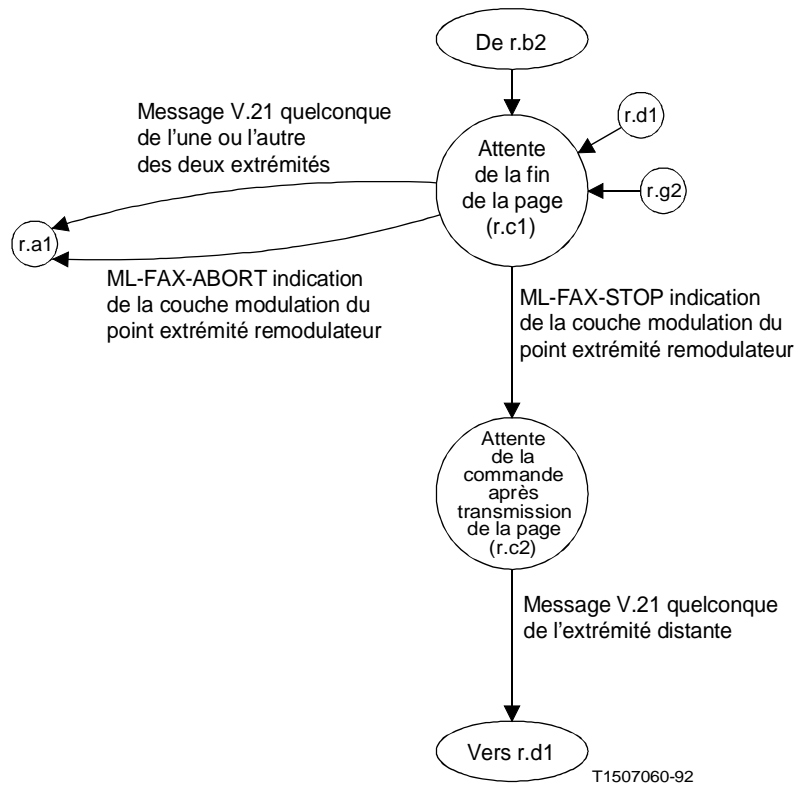 De r.b2
Message V.21 quelconque
de l'une ou l'autre
des deux extrémités
r.d1
Attente
de la fin
de la page
(r.c1)
r.g2
r.a1
ML-FAX-ABORT indication
de la couche modulation du
point extrémité remodulateur
ML-FAX-STOP indication
de la couche modulation du
point extrémité remodulateur
Attente
de la
commande
après
transmission
de la page
(r.c2)
Message V.21 quelconque
de l'extrémité distante
Vers r.d1
T1507060-92